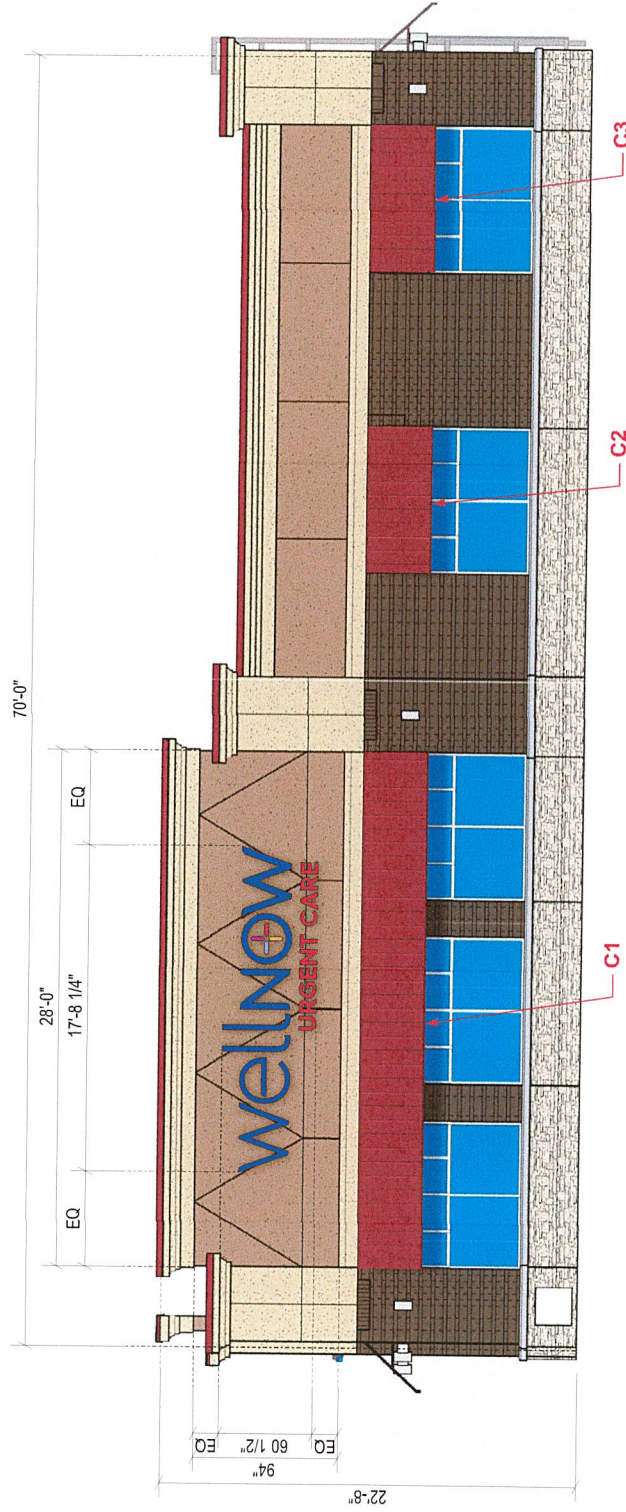 70'-0"
28'-0"
EQ
17'-8 1/4"
EQ
wellnow
URGENT CARE
EQ
60 1/2"
EQ
94"
22'-8"
C1
C2
C3